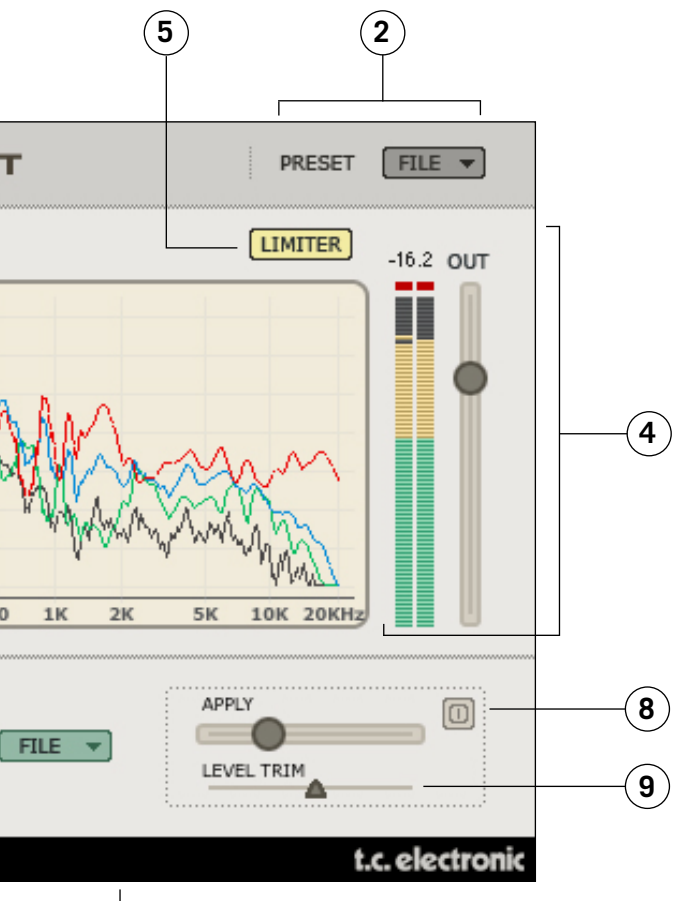 5
2
T
PRESET
FILE
LIMITER
-16.2
OUT
4
0
1K
2K
5K
10K
20KHz
APPLY
8
FILE
LEVEL TRIM
9
t.c. electronic